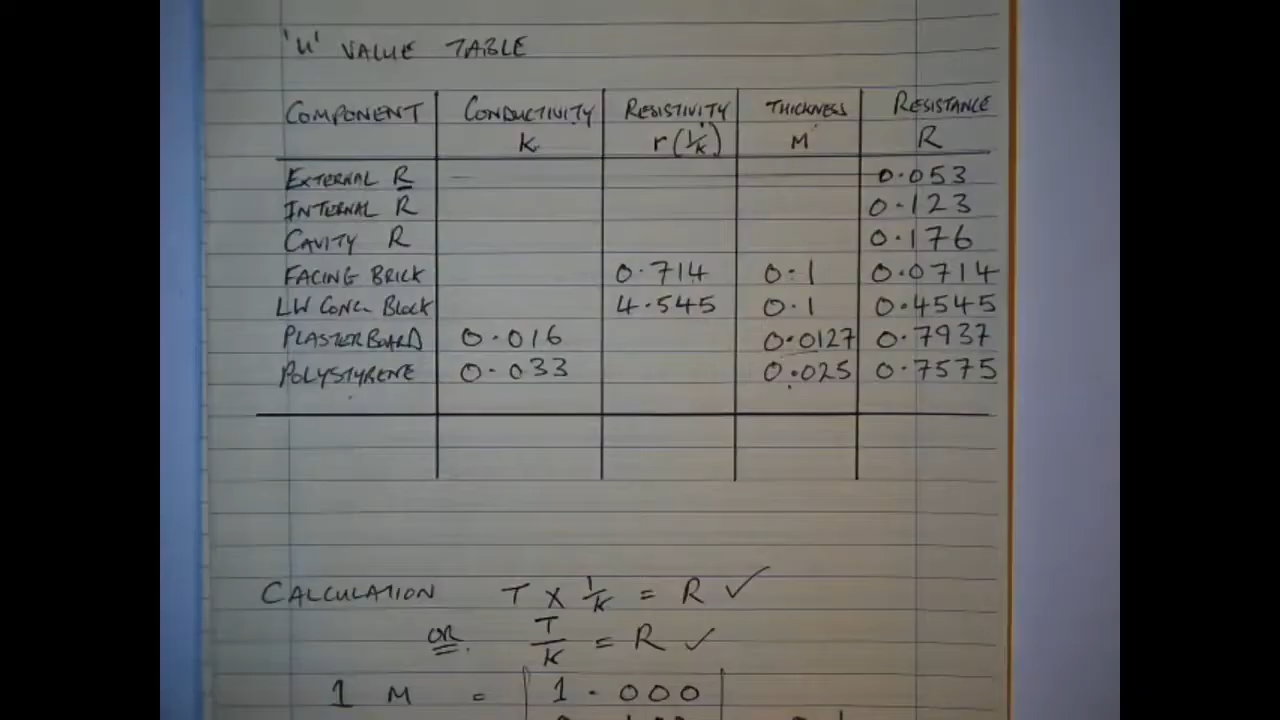 'U' VALUE TABLE
COMPONENT CONDUCTIVITY RESISTIVITY THICKNESS RESISTANCE
k r (1/k) M R
EXTERNAL R 0.053
INTERNAL R 0.123
CAVITY R 0.176
FACING BRICK 0.714 0.1 0.0714
LW CONC. BLOCK 4.545 0.1 0.4545
PLASTERBOARD 0.016 0.0127 0.7937
POLYSTYRENE 0.033 0.025 0.7575
CALCULATION T X 1/k = R ✓
OR. T/K = R ✓
1 M = 1.000